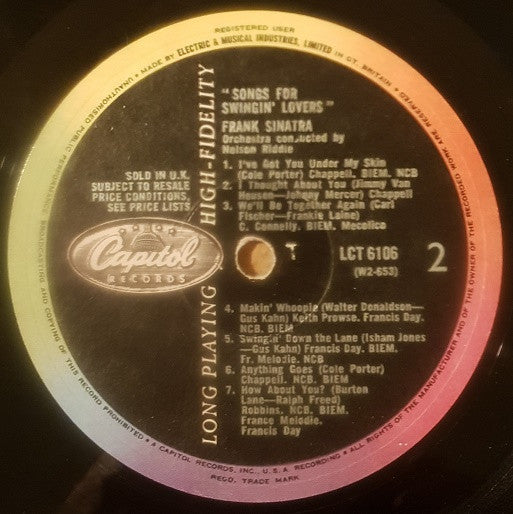 REGISTERED USER
MADE BY ELECTRIC & MUSICAL INDUSTRIES, LIMITED IN GT. BRITAIN • ALL RIGHTS OF THE MANUFACTURER AND OF THE OWNER OF THE RECORDED WORK ARE RESERVED
UNAUTHORISED PUBLIC PERFORMANCE BROADCASTING AND COPYING OF THIS RECORD PROHIBITED • A CAPITOL RECORDS, INC., U.S.A. RECORDING •
REGD. TRADE MARK
LONG PLAYING HIGH-FIDELITY
"SONGS FOR
SWINGIN' LOVERS"
FRANK SINATRA
Orchestra conducted by
Nelson Riddle
SOLD IN U.K.
SUBJECT TO RESALE
PRICE CONDITIONS,
SEE PRICE LISTS
Capitol
RECORDS
1. I've Got You Under My Skin
(Cole Porter) Chappell. BIEM. NCB
2. I Thought About You (Jimmy Van
Heusen—Johnny Mercer) Chappell
3. We'll Be Together Again (Carl
Fischer—Frankie Laine)
C. Connelly. BIEM. Mecolico
LCT 6106
(W2-653)
2
4. Makin' Whoopie (Walter Donaldson—
Gus Kahn) Keith Prowse. Francis Day.
NCB. BIEM
5. Swingin' Down the Lane (Isham Jones
—Gus Kahn) Francis Day. BIEM.
Fr. Melodie. NCB
6. Anything Goes (Cole Porter)
Chappell. NCB. BIEM
7. How About You? (Burton
Lane—Ralph Freed)
Robbins. NCB. BIEM.
France Melodie.
Francis Day